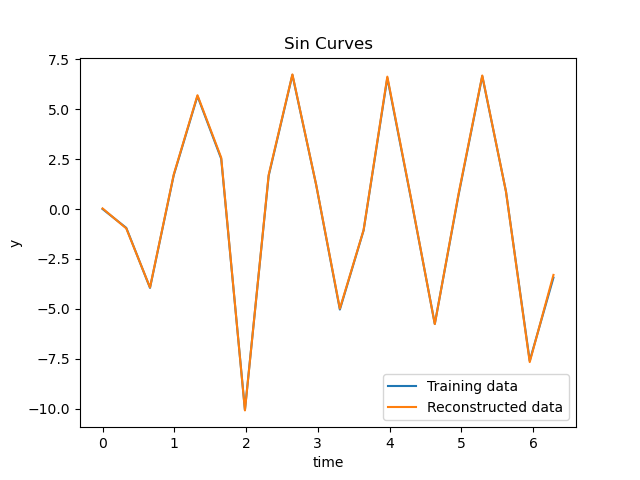 Sin Curves
7.5
5.0
2.5
0.0
−2.5
−5.0
−7.5
−10.0
y
0 1 2 3 4 5 6
time
Training data
Reconstructed data